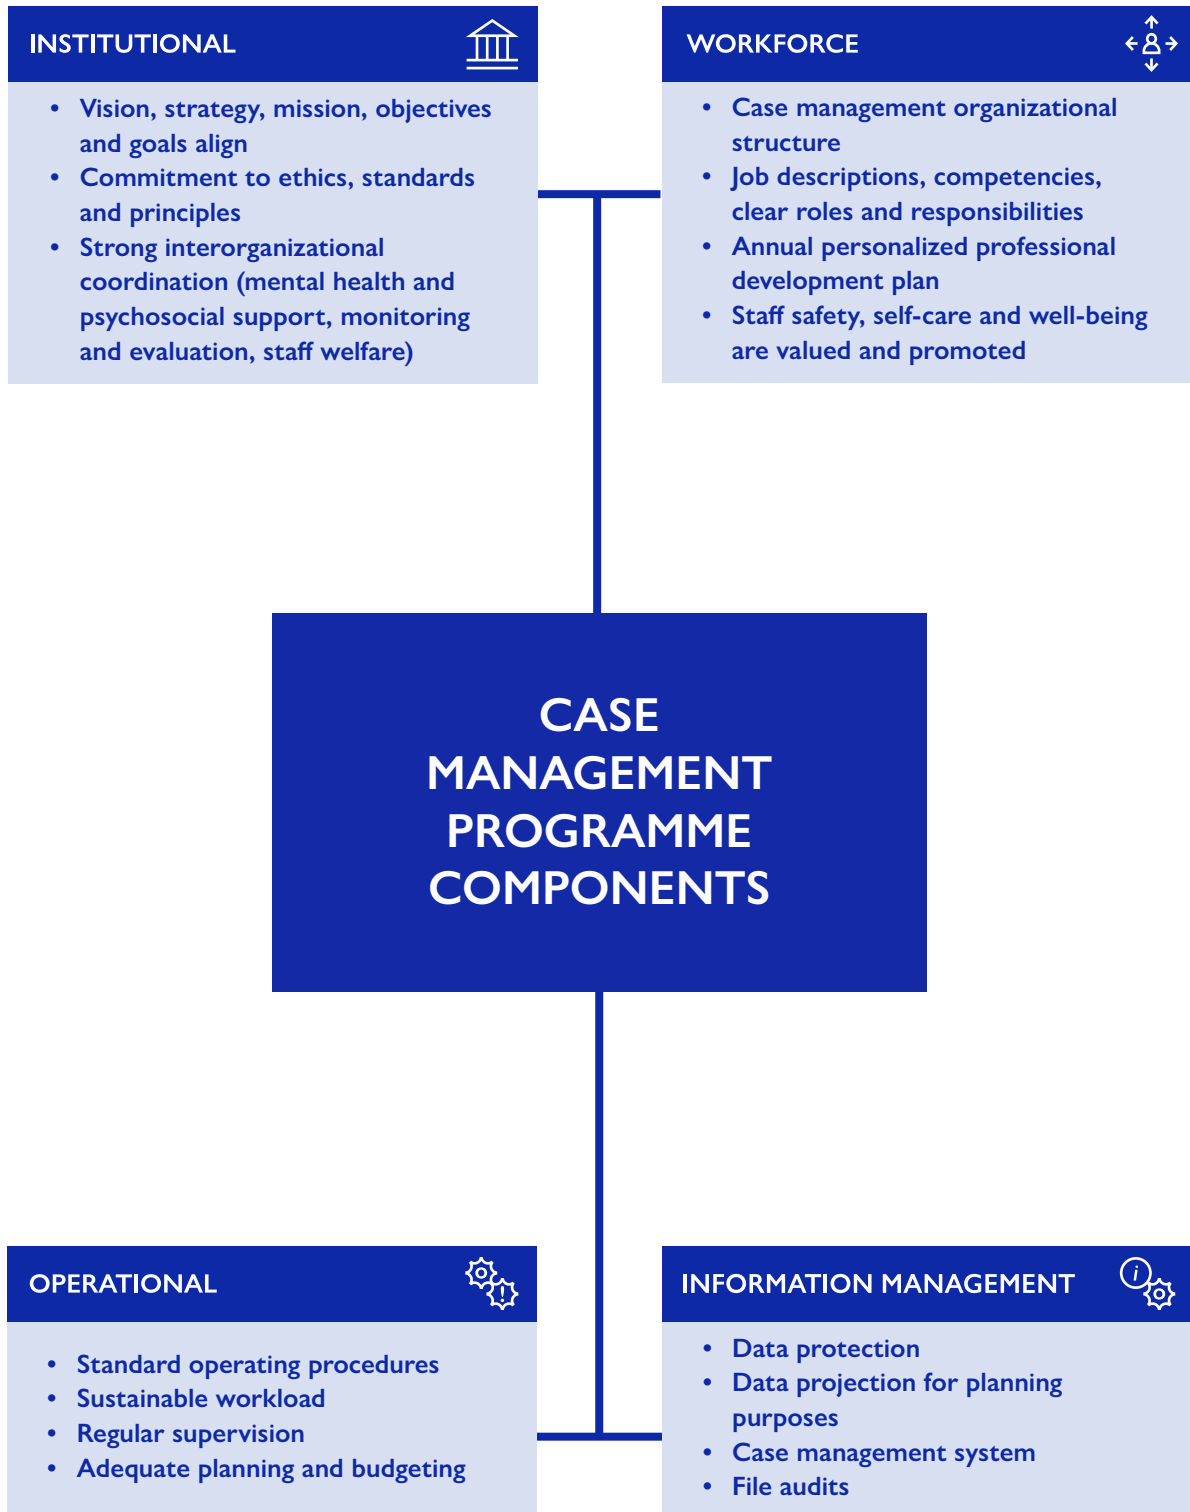 INSTITUTIONAL
• Vision, strategy, mission, objectives
and goals align
• Commitment to ethics, standards
and principles
• Strong interorganizational
coordination (mental health and
psychosocial support, monitoring
and evaluation, staff welfare)
WORKFORCE
• Case management organizational
structure
• Job descriptions, competencies,
clear roles and responsibilities
• Annual personalized professional
development plan
• Staff safety, self-care and well-being
are valued and promoted
CASE
MANAGEMENT
PROGRAMME
COMPONENTS
OPERATIONAL
• Standard operating procedures
• Sustainable workload
• Regular supervision
• Adequate planning and budgeting
INFORMATION MANAGEMENT
• Data protection
• Data projection for planning
purposes
• Case management system
• File audits